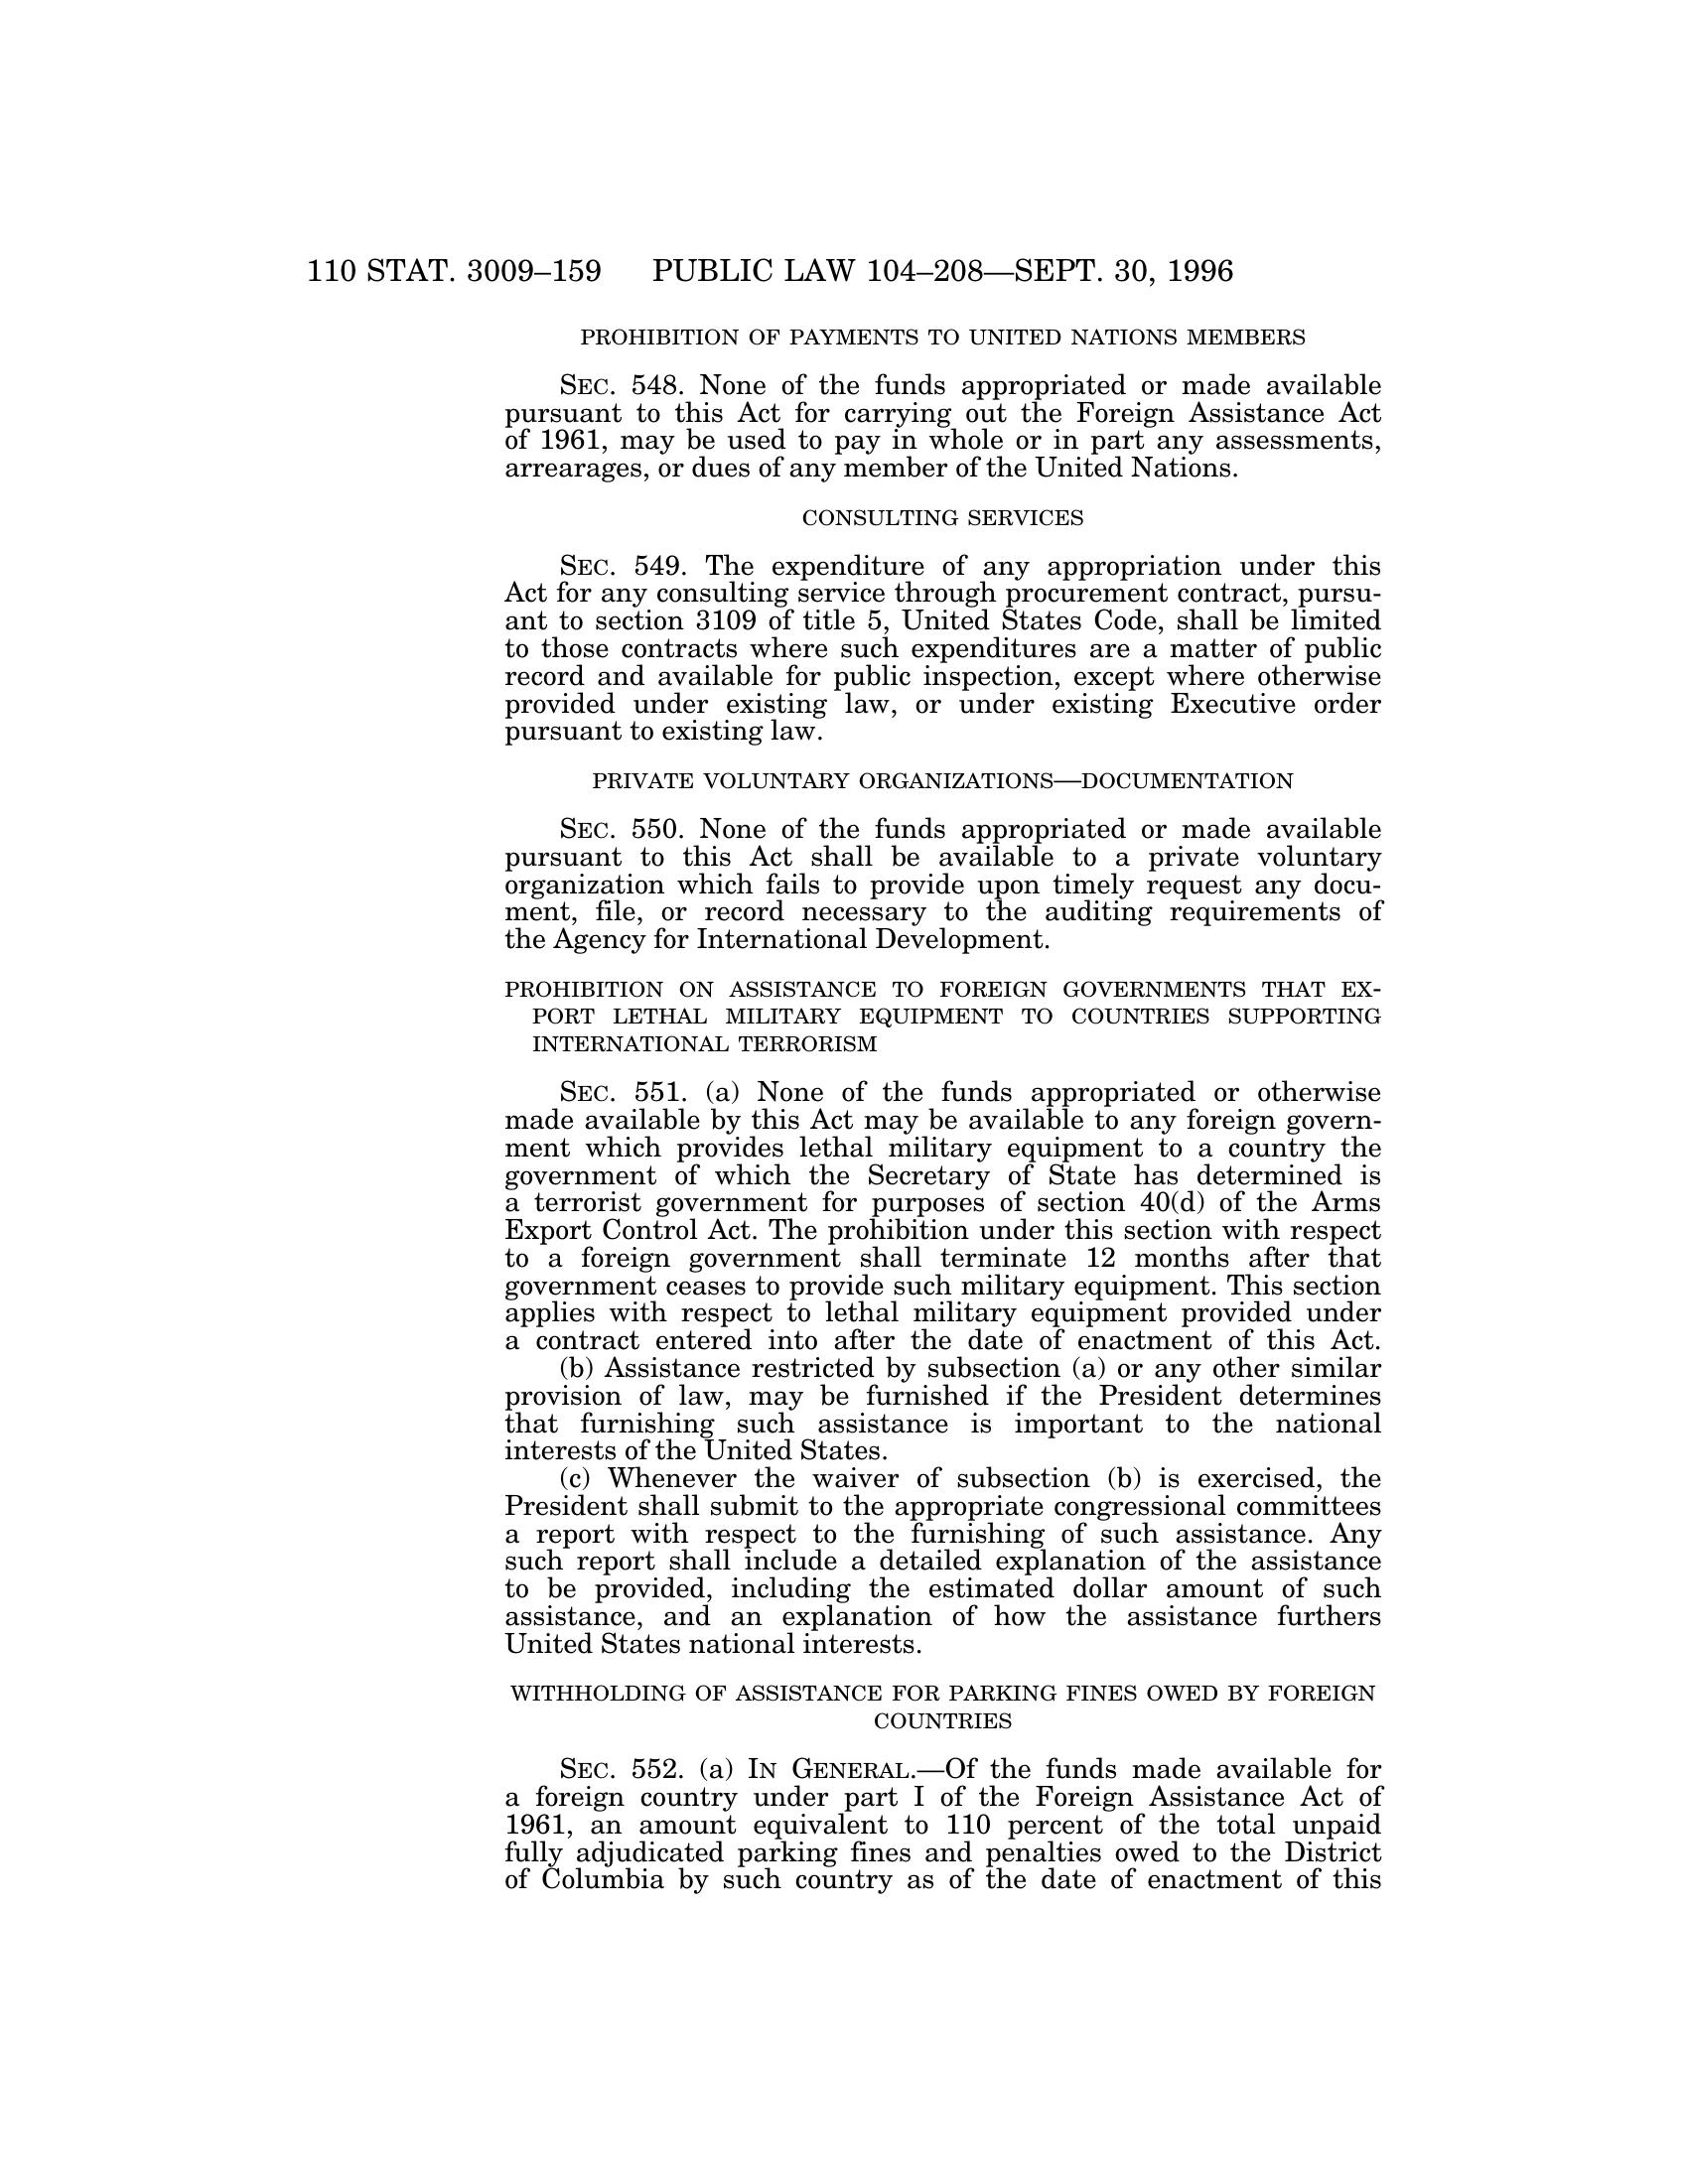 110 STAT. 3009–159 PUBLIC LAW 104–208—SEPT. 30, 1996
PROHIBITION OF PAYMENTS TO UNITED NATIONS MEMBERS
SEC. 548. None of the funds appropriated or made available
pursuant to this Act for carrying out the Foreign Assistance Act
of 1961, may be used to pay in whole or in part any assessments,
arrearages, or dues of any member of the United Nations.
CONSULTING SERVICES
SEC. 549. The expenditure of any appropriation under this
Act for any consulting service through procurement contract, pursu-
ant to section 3109 of title 5, United States Code, shall be limited
to those contracts where such expenditures are a matter of public
record and available for public inspection, except where otherwise
provided under existing law, or under existing Executive order
pursuant to existing law.
PRIVATE VOLUNTARY ORGANIZATIONS—DOCUMENTATION
SEC. 550. None of the funds appropriated or made available
pursuant to this Act shall be available to a private voluntary
organization which fails to provide upon timely request any docu-
ment, file, or record necessary to the auditing requirements of
the Agency for International Development.
PROHIBITION ON ASSISTANCE TO FOREIGN GOVERNMENTS THAT EX-
PORT LETHAL MILITARY EQUIPMENT TO COUNTRIES SUPPORTING
INTERNATIONAL TERRORISM
SEC. 551. (a) None of the funds appropriated or otherwise
made available by this Act may be available to any foreign govern-
ment which provides lethal military equipment to a country the
government of which the Secretary of State has determined is
a terrorist government for purposes of section 40(d) of the Arms
Export Control Act. The prohibition under this section with respect
to a foreign government shall terminate 12 months after that
government ceases to provide such military equipment. This section
applies with respect to lethal military equipment provided under
a contract entered into after the date of enactment of this Act.
(b) Assistance restricted by subsection (a) or any other similar
provision of law, may be furnished if the President determines
that furnishing such assistance is important to the national
interests of the United States.
(c) Whenever the waiver of subsection (b) is exercised, the
President shall submit to the appropriate congressional committees
a report with respect to the furnishing of such assistance. Any
such report shall include a detailed explanation of the assistance
to be provided, including the estimated dollar amount of such
assistance, and an explanation of how the assistance furthers
United States national interests.
WITHHOLDING OF ASSISTANCE FOR PARKING FINES OWED BY FOREIGN
COUNTRIES
SEC. 552. (a) IN GENERAL.—Of the funds made available for
a foreign country under part I of the Foreign Assistance Act of
1961, an amount equivalent to 110 percent of the total unpaid
fully adjudicated parking fines and penalties owed to the District
of Columbia by such country as of the date of enactment of this